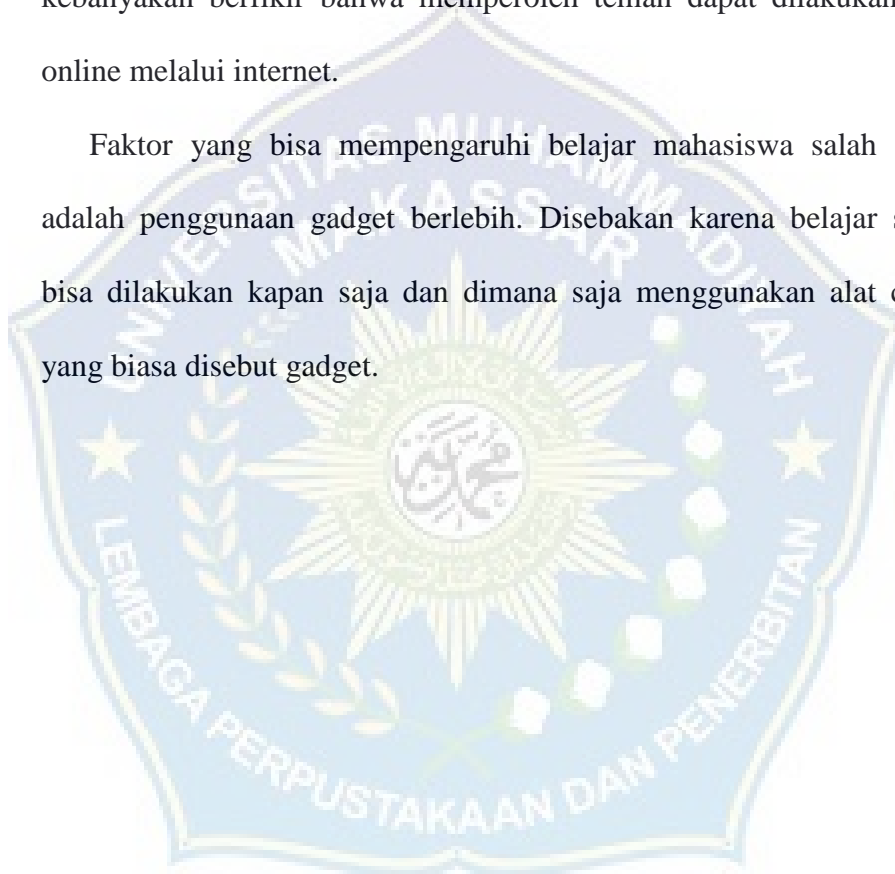 kebanyakan berfikir bahwa memperoleh teman dapat dilakukan
online melalui internet.
Faktor yang bisa mempengaruhi belajar mahasiswa salah
adalah penggunaan gadget berlebih. Disebakan karena belajar
bisa dilakukan kapan saja dan dimana saja menggunakan alat
yang biasa disebut gadget.
UNIVERSITAS MUHAMMADIYAH
MAKASSAR
LEMBAGA PERPUSTAKAAN DAN PENERBITAN